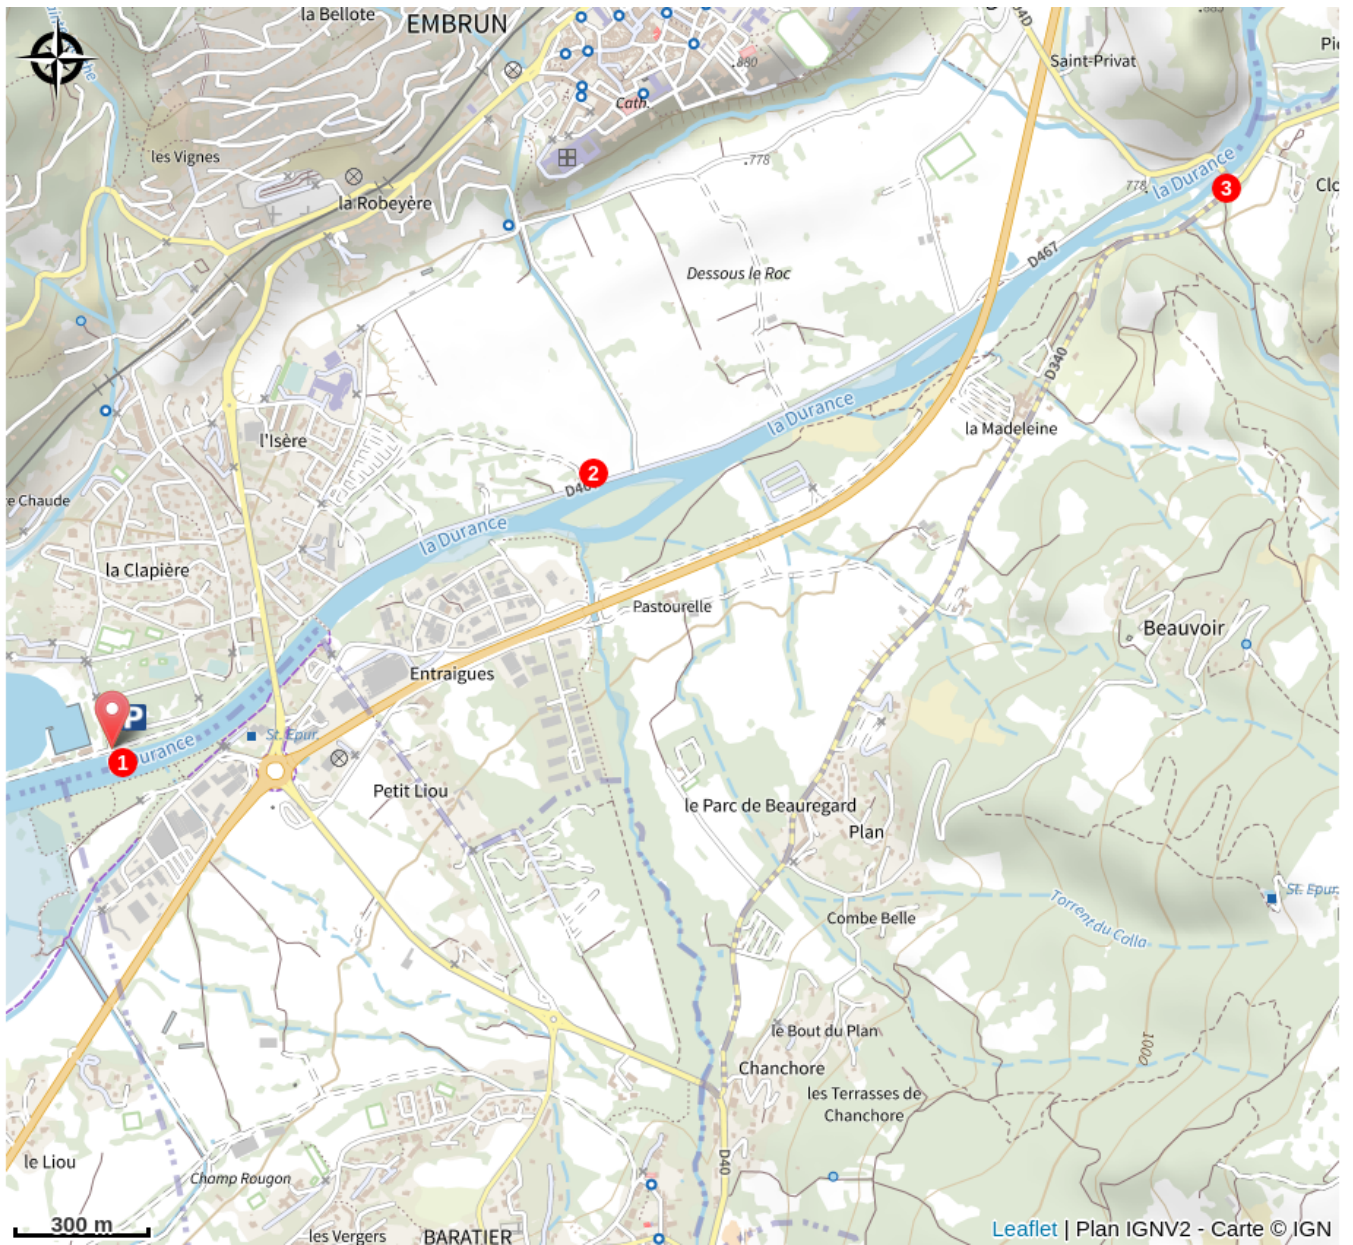 la Bellote
EMBRUN
Saint-Privat
880
Cath.
les Vignes
778
778
la Durance
3
la Robeyère
D467
Dessous le Roc
D340
la Durance
l'Isère
la Madeleine
2
e Chaude
la Durance
la Clapière
Pastourelle
Beauvoir
Entraigues
P
St. Epur.
Durance
1
Petit Liou
le Parc de Beauregard
Plan
St. Epur.
Combe Belle
Torrent du Colla
le Bout du Plan
1000
Chanchore
les Terrasses de
Chanchore
le Liou
Champ Rougon
D40
300 m
les Vergers
BARATIER
Leaflet | Plan IGNV2 - Carte © IGN